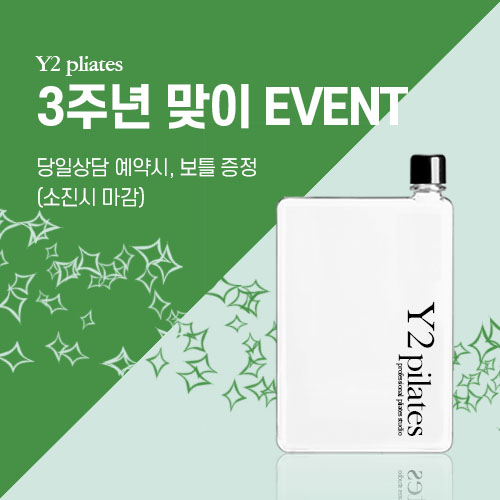 Y2 pliates
3주년 맞이 EVENT
당일상담 예약시, 보틀 증정
(소진시 마감)
Y2 pilates
professional pilates studio